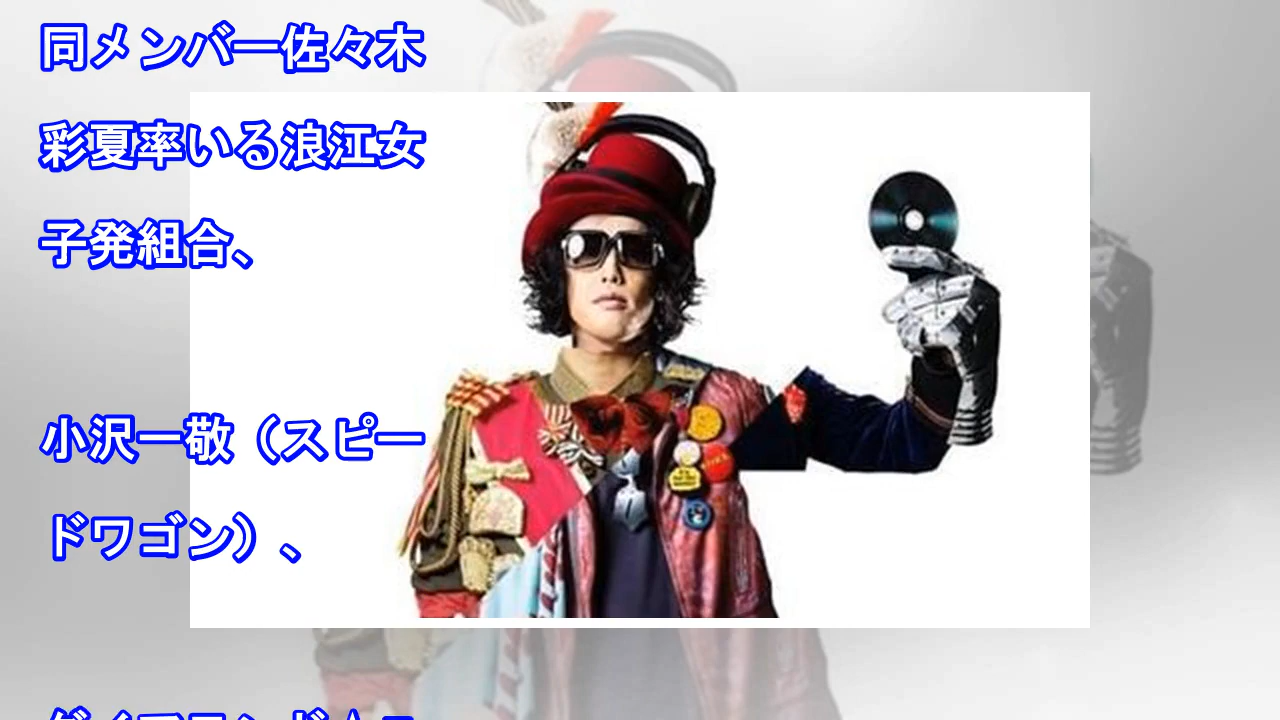 同メンバー佐々木
彩夏率いる浪江女
子発組合、
小沢一敬（スピー
ドワゴン）、